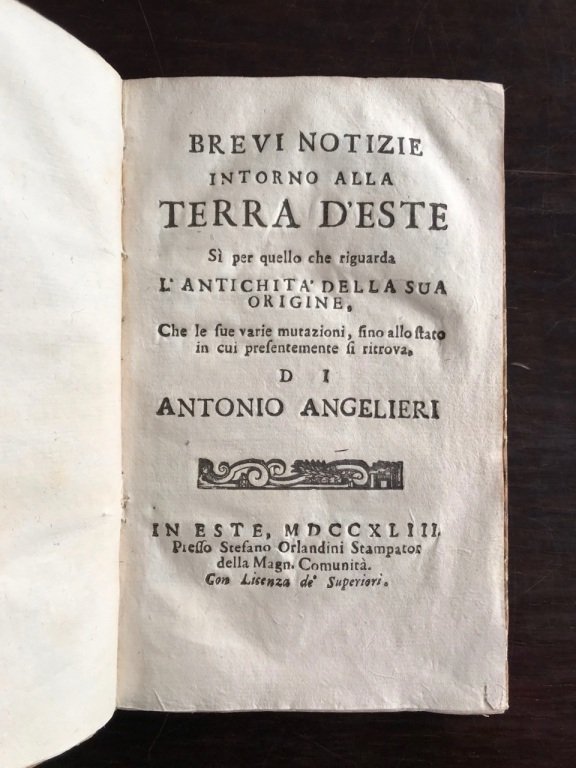 BREVI NOTIZIE
INTORNO ALLA
TERRA D'ESTE
Sì per quello che riguarda
L'ANTICHITA' DELLA SUA
ORIGINE,
Che le ſue varie mutazioni, ſino allo ſtato
in cui preſentemente ſi ritrova,
DI
ANTONIO ANGELIERI
IN ESTE, MDCCXLIII.
Preſſo Stefano Orlandini Stampator
della Magn. Comunità.
Con Licenza de' Superiori.